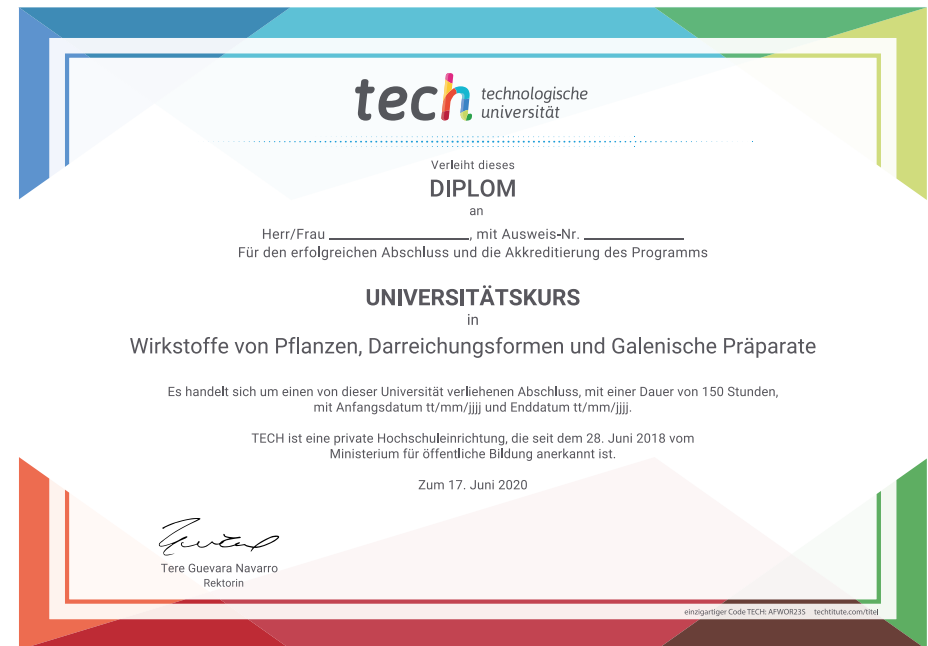 tech technologische
universität
Verleiht dieses
DIPLOM
an
Herr/Frau ____________, mit Ausweis-Nr. ____________
Für den erfolgreichen Abschluss und die Akkreditierung des Programms
UNIVERSITÄTSKURS
in
Wirkstoffe von Pflanzen, Darreichungsformen und Galenische Präparate
Es handelt sich um einen von dieser Universität verliehenen Abschluss, mit einer Dauer von 150 Stunden,
mit Anfangsdatum tt/mm/jjjj und Enddatum tt/mm/jjjj.
TECH ist eine private Hochschuleinrichtung, die seit dem 28. Juni 2018 vom
Ministerium für öffentliche Bildung anerkannt ist.
Zum 17. Juni 2020
Tere Guevara Navarro
Rektorin
einzigartiger Code TECH: AFWOR23S techtitute.com/titel